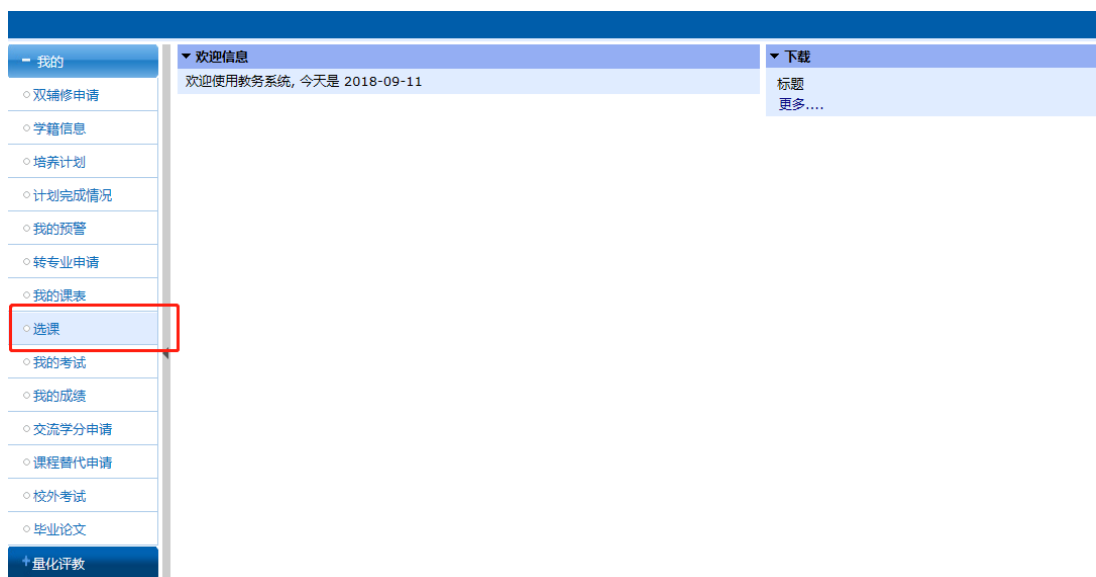 我的
双辅修申请
学籍信息
培养计划
计划完成情况
我的预警
转专业申请
我的课表
选课
我的考试
我的成绩
交流学分申请
课程替代申请
校外考试
毕业论文
量化评教
欢迎信息
欢迎使用教务系统, 今天是 2018-09-11
下载
标题
更多....